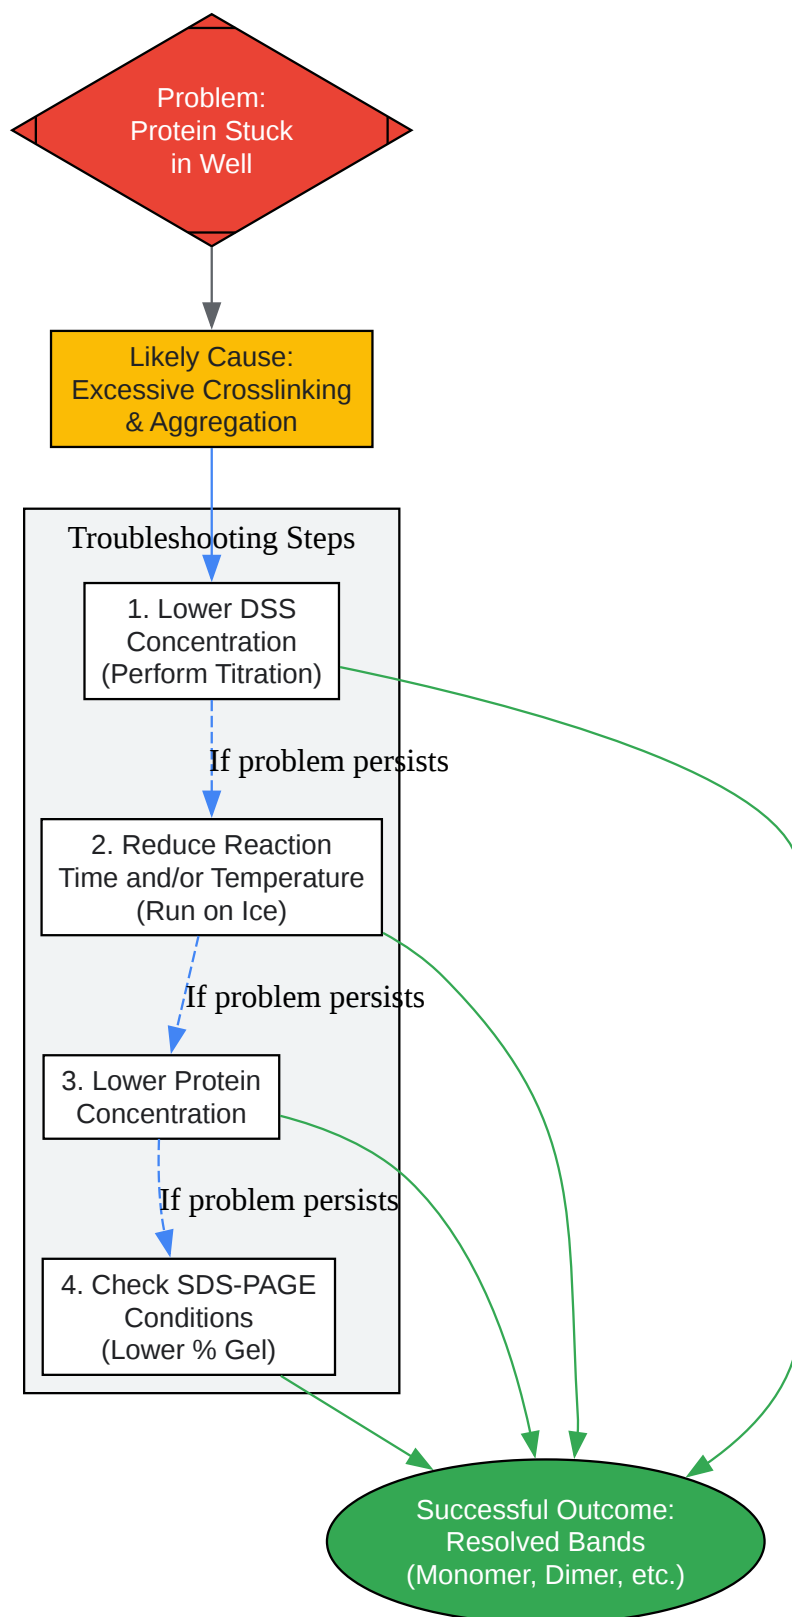 Problem:
Protein Stuck
in Well
Likely Cause:
Excessive Crosslinking
& Aggregation
Troubleshooting Steps
1. Lower DSS
Concentration
(Perform Titration)
If problem persists
2. Reduce Reaction
Time and/or Temperature
(Run on Ice)
If problem persists
3. Lower Protein
Concentration
If problem persists
4. Check SDS-PAGE
Conditions
(Lower % Gel)
Successful Outcome:
Resolved Bands
(Monomer, Dimer, etc.)